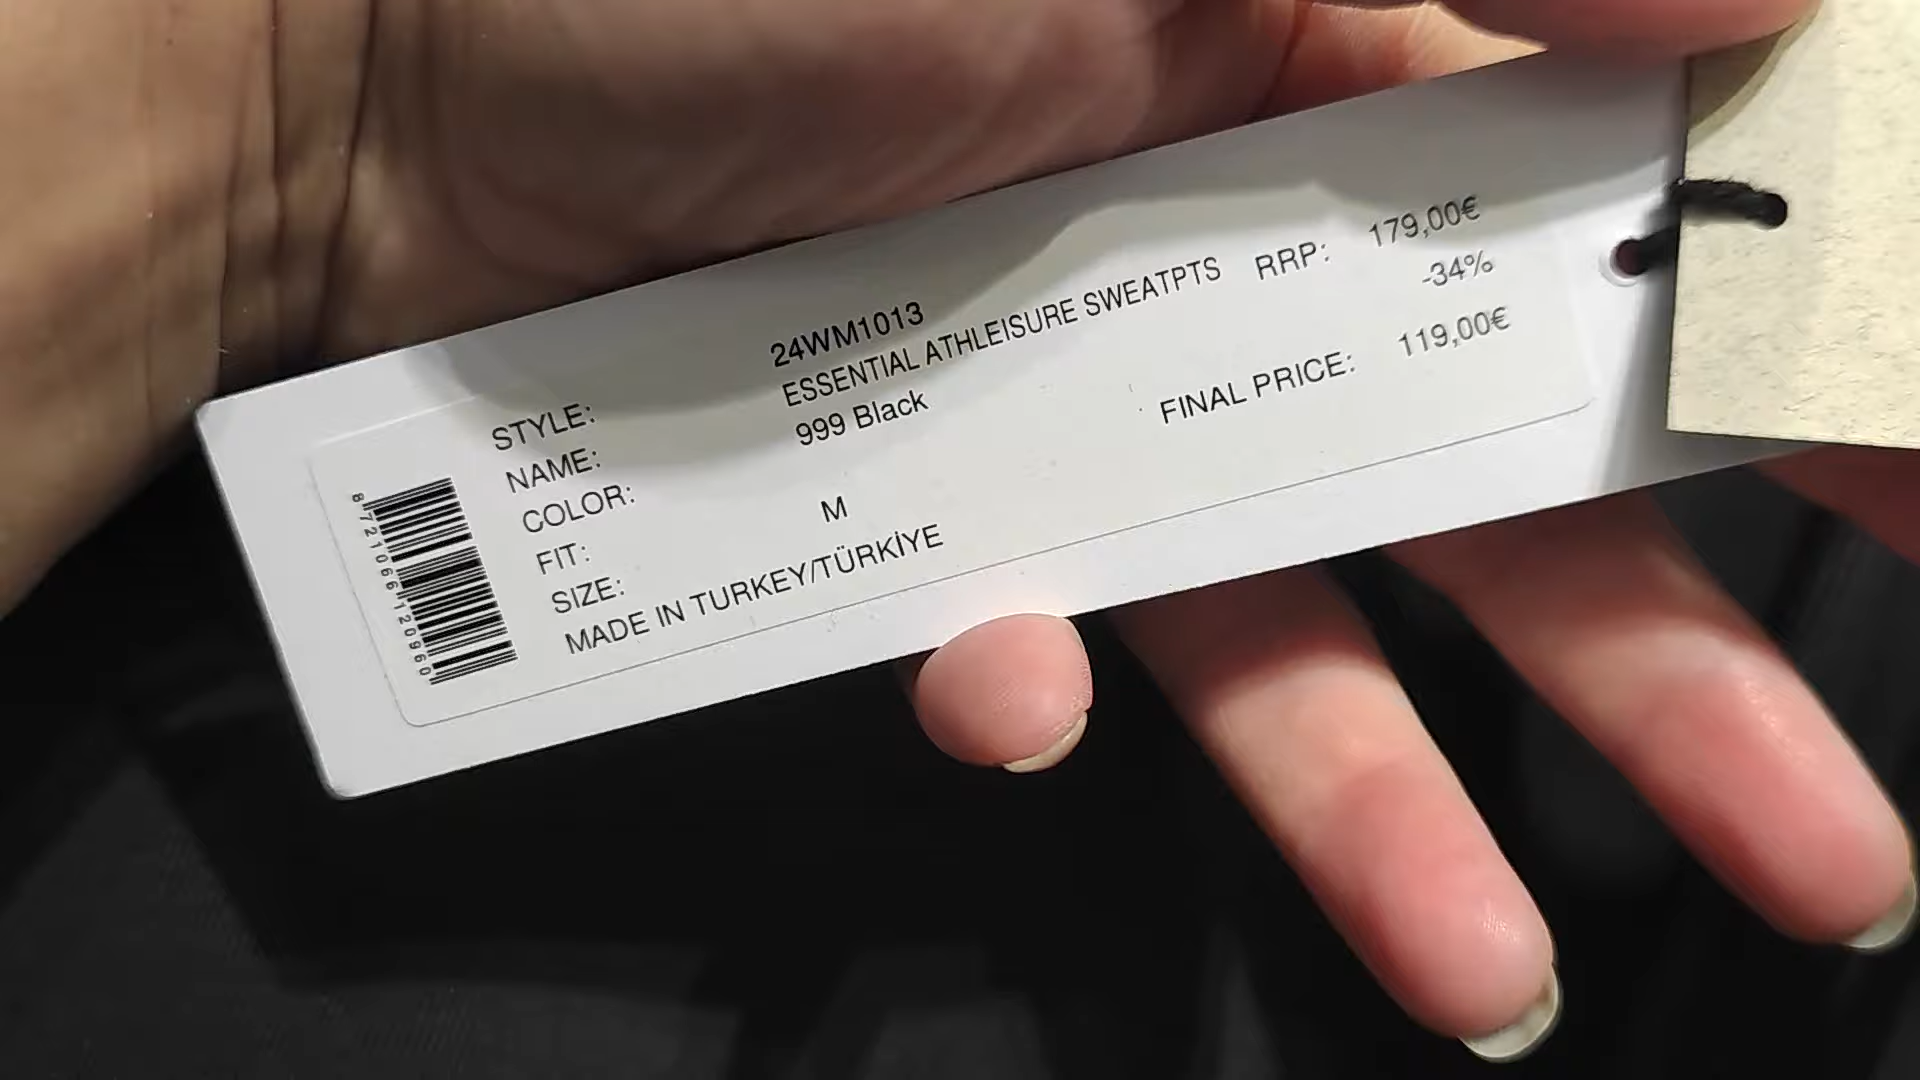 STYLE: 24WM1013
NAME: ESSENTIAL ATHLEISURE SWEATPTS RRP: 179,00€
COLOR: 999 Black -34%
FIT: FINAL PRICE: 119,00€
SIZE: M
MADE IN TURKEY/TÜRKİYE
8721066120960